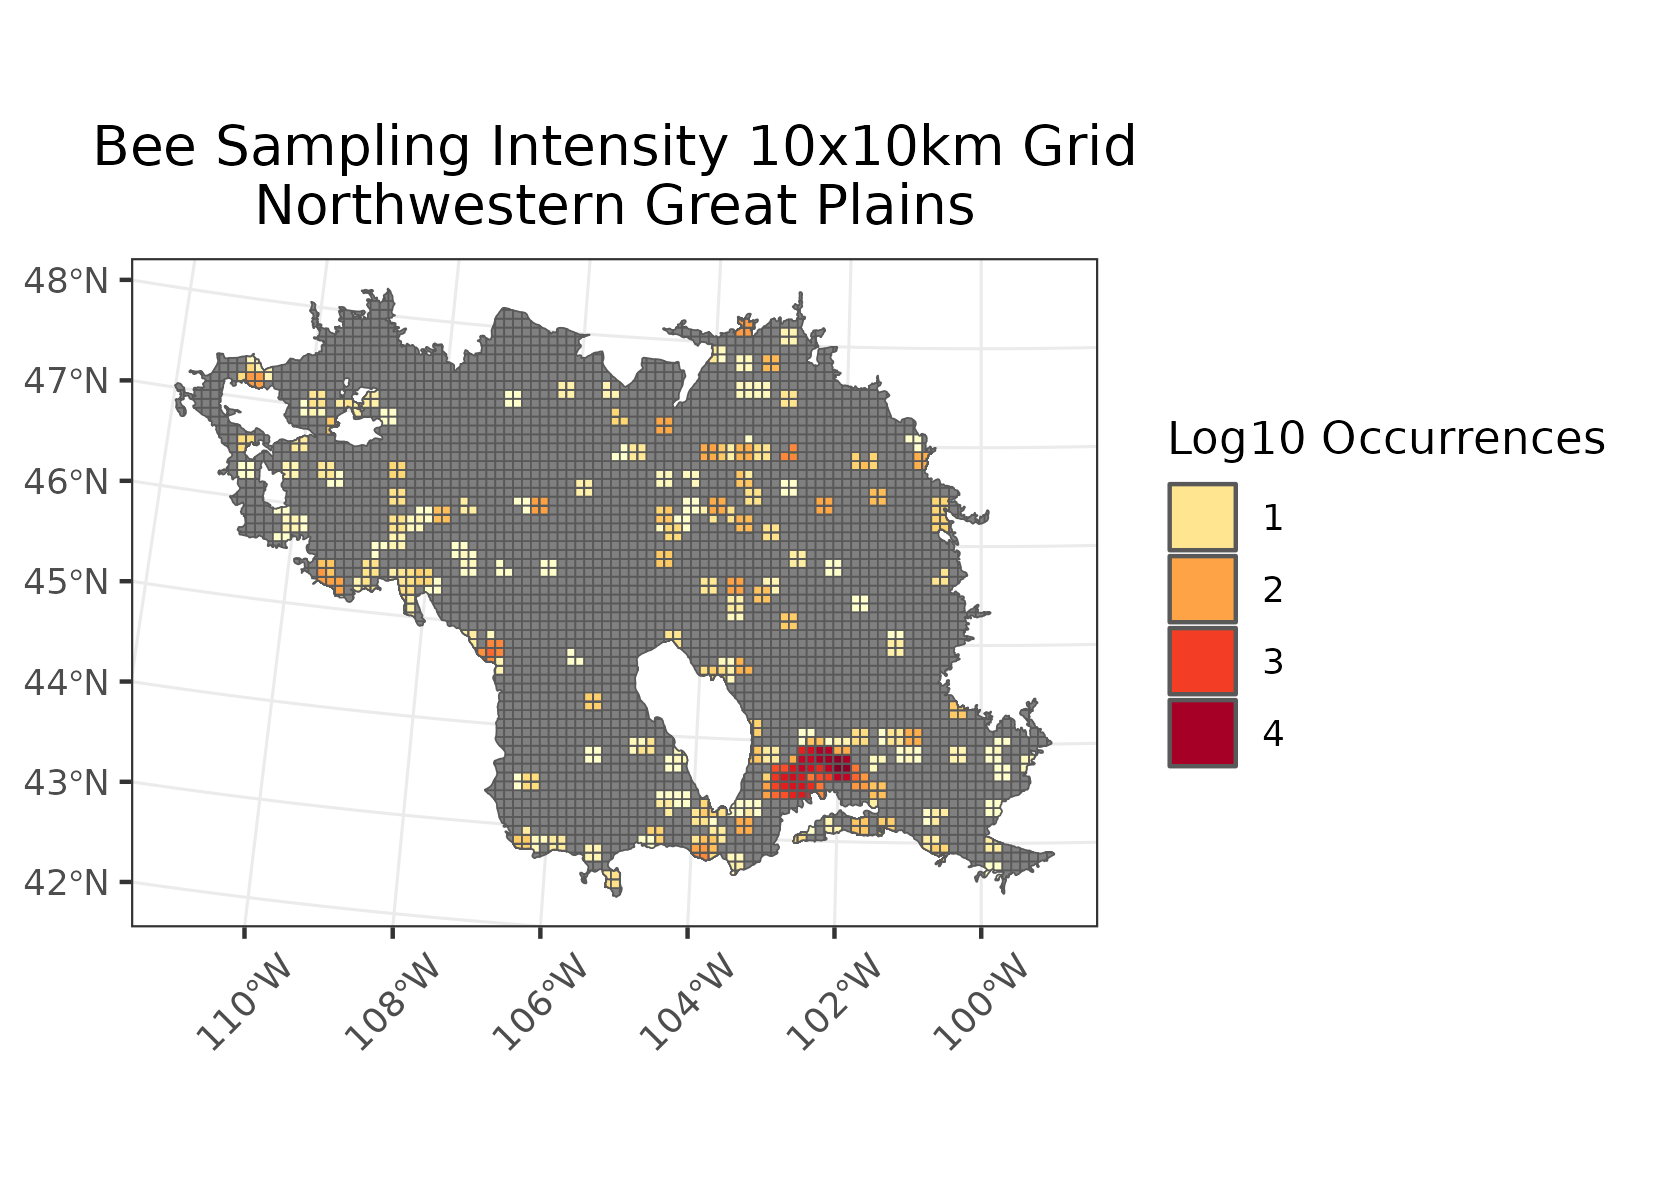 Bee Sampling Intensity 10x10km Grid
Northwestern Great Plains
48°N
47°N
46°N
45°N
44°N
43°N
42°N
110°W
108°W
106°W
104°W
102°W
100°W
Log10 Occurrences
1
2
3
4